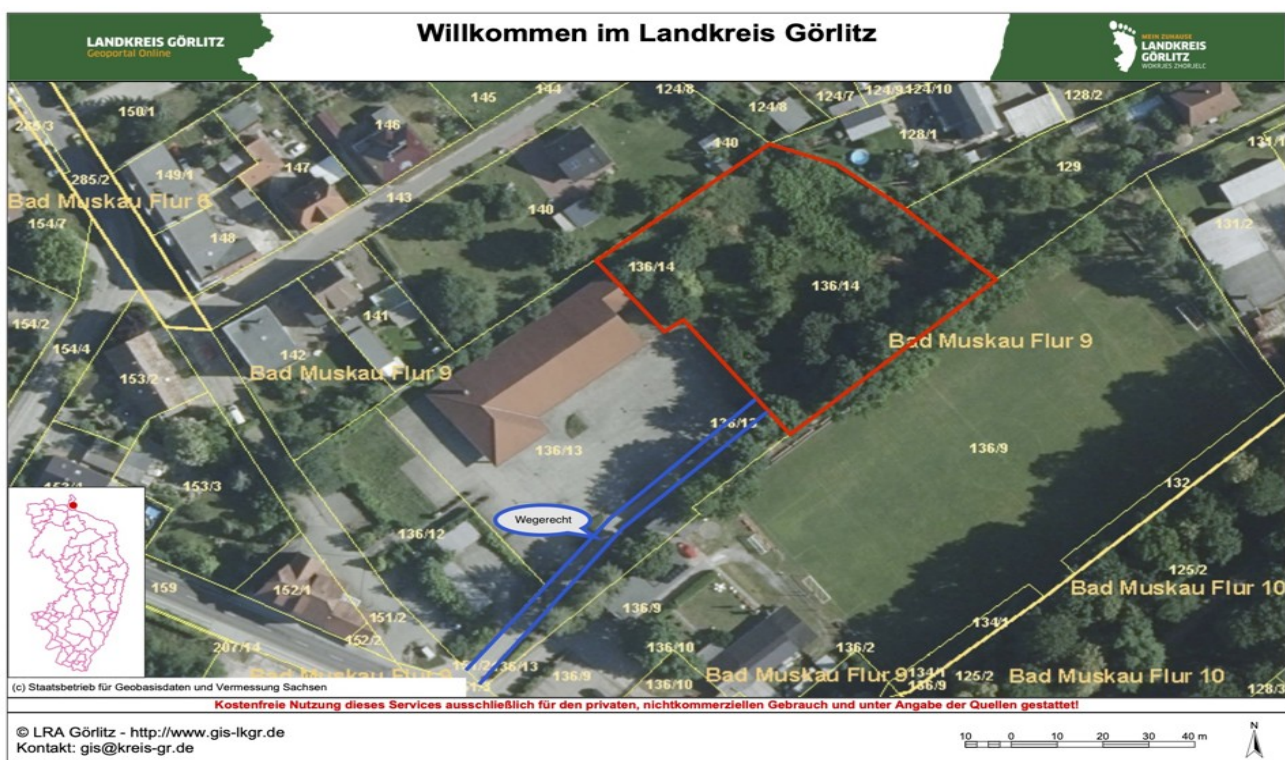 LANDKREIS GÖRLITZ
Geoportal Online
Willkommen im Landkreis Görlitz
MEIN ZUHAUSE
LANDKREIS
GÖRLITZ
WOKRJES ZHORJELC
150/1
145
144
124/8
124/8
124/7
124/9
124/10
128/2
146
128/1
131/1
140
129
285/2
149/1
147
143
Bad Muskau Flur 6
140
154/7
148
131/2
136/14
136/14
154/2
141
154/4
142
Bad Muskau Flur 9
153/2
Bad Muskau Flur 9
136/13
136/9
153/3
132
Wegerecht
136/12
125/2
159
152/1
Bad Muskau Flur 10
136/9
151/2
134/1
152/2
207/14
136/10
136/2
136/13
136/9
Bad Muskau Flur 9
134/1
125/2
Bad Muskau Flur 10
136/10
136/9
128/3
(c) Staatsbetrieb für Geobasisdaten und Vermessung Sachsen
Kostenfreie Nutzung dieses Services ausschließlich für den privaten, nichtkommerziellen Gebrauch und unter Angabe der Quellen gestattet!
© LRA Görlitz - http://www.gis-lkgr.de
Kontakt: gis@kreis-gr.de
10 0 10 20 30 40 m
N